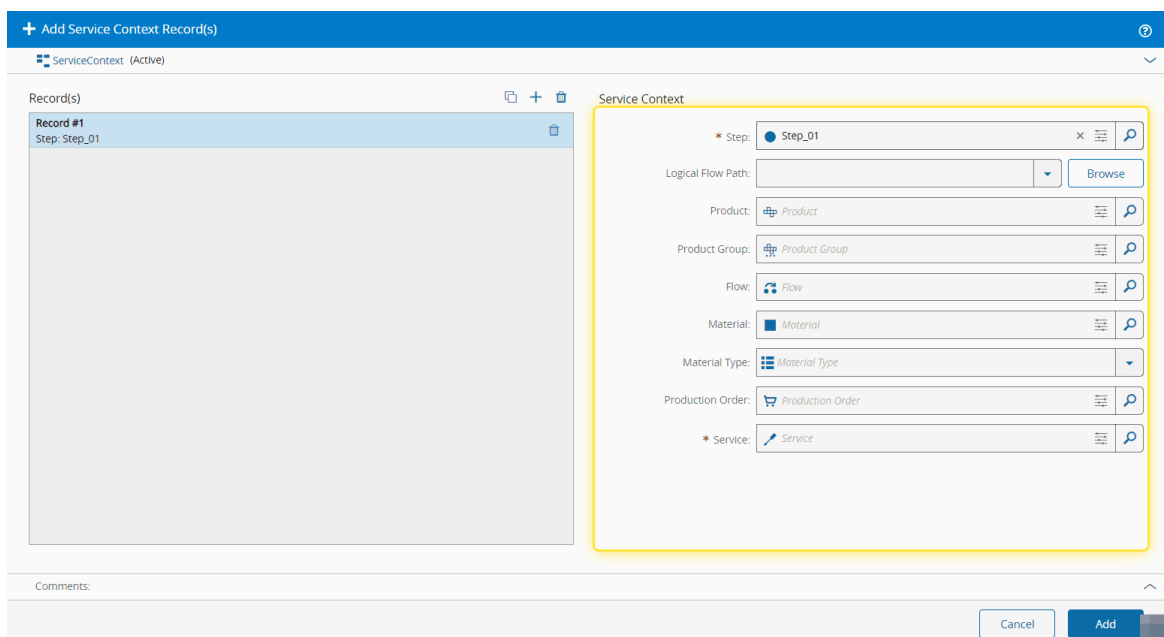 Add Service Context Record(s)
ServiceContext (Active)
Record(s)
Record #1
Step: Step_01
Service Context
* Step: Step_01
Logical Flow Path: Browse
Product: Product
Product Group: Product Group
Flow: Flow
Material: Material
Material Type: Material Type
Production Order: Production Order
* Service: Service
Comments:
Cancel Add